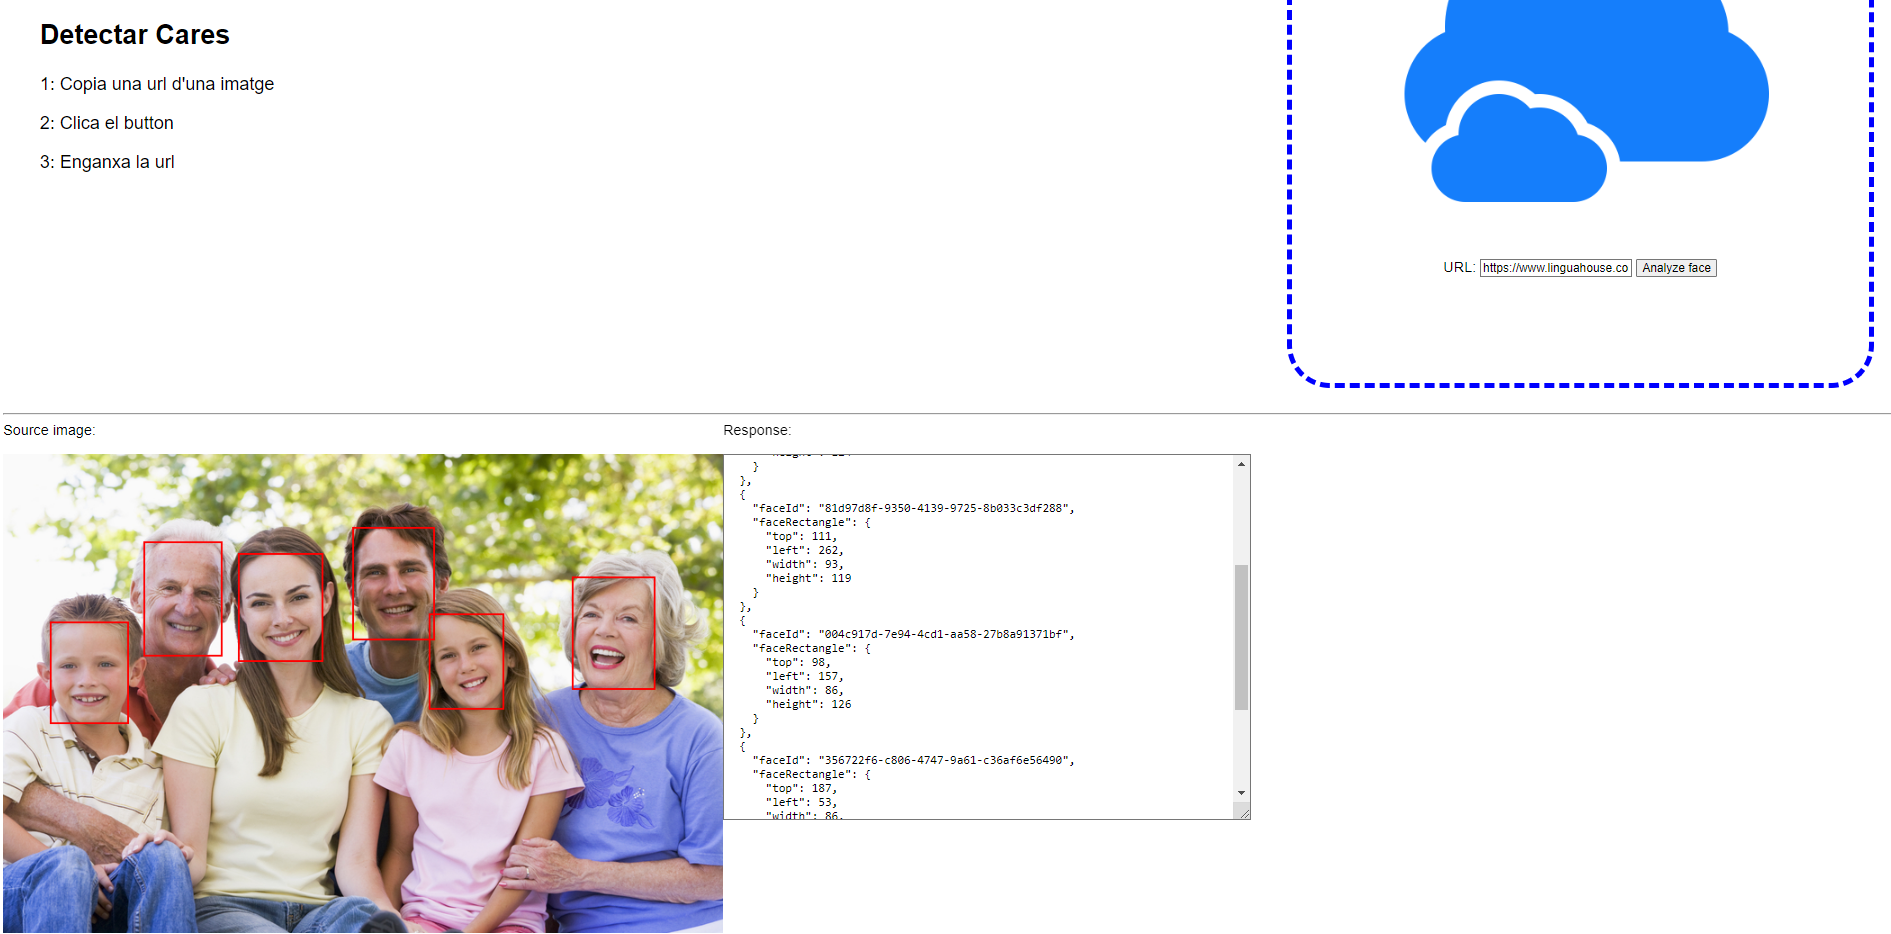 Detectar Cares
1: Copia una url d'una imatge
2: Clica el button
3: Enganxa la url
URL: https://www.linguahouse.co Analyze face
Source image:
Response:
}
},
{
"faceId": "81d97d8f-9350-4139-9725-8b033c3df288",
"faceRectangle": {
"top": 111,
"left": 262,
"width": 93,
"height": 119
}
},
{
"faceId": "004c917d-7e94-4cd1-aa58-27b8a91371bf",
"faceRectangle": {
"top": 98,
"left": 157,
"width": 86,
"height": 126
}
},
{
"faceId": "356722f6-c806-4747-9a61-c36af6e56490",
"faceRectangle": {
"top": 187,
"left": 53,
"width": 86,